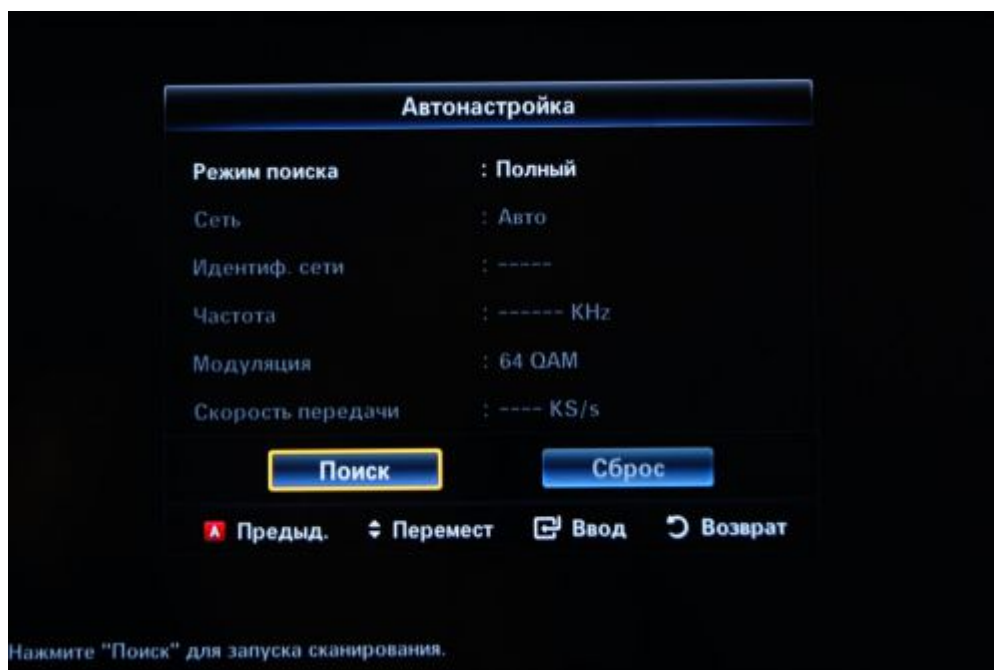 Автонастройка
Режим поиска : Полный
Сеть : Авто
Идентиф. сети : -----
Частота : ------ KHz
Модуляция : 64 QAM
Скорость передачи : ---- KS/s
Поиск Сброс
A Предыд. Перемест Ввод Возврат
Нажмите "Поиск" для запуска сканирования.